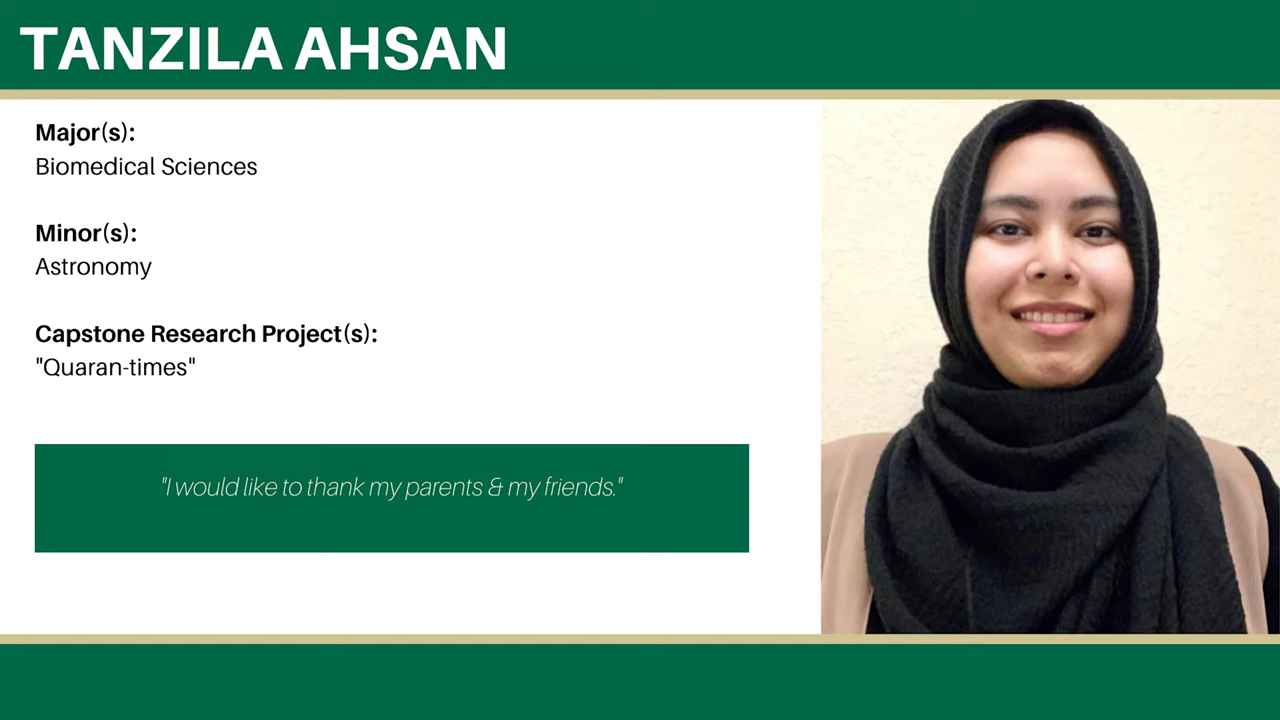 TANZILA AHSAN
Major(s):
Biomedical Sciences
Minor(s):
Astronomy
Capstone Research Project(s):
"Quaran-times"
"I would like to thank my parents & my friends."